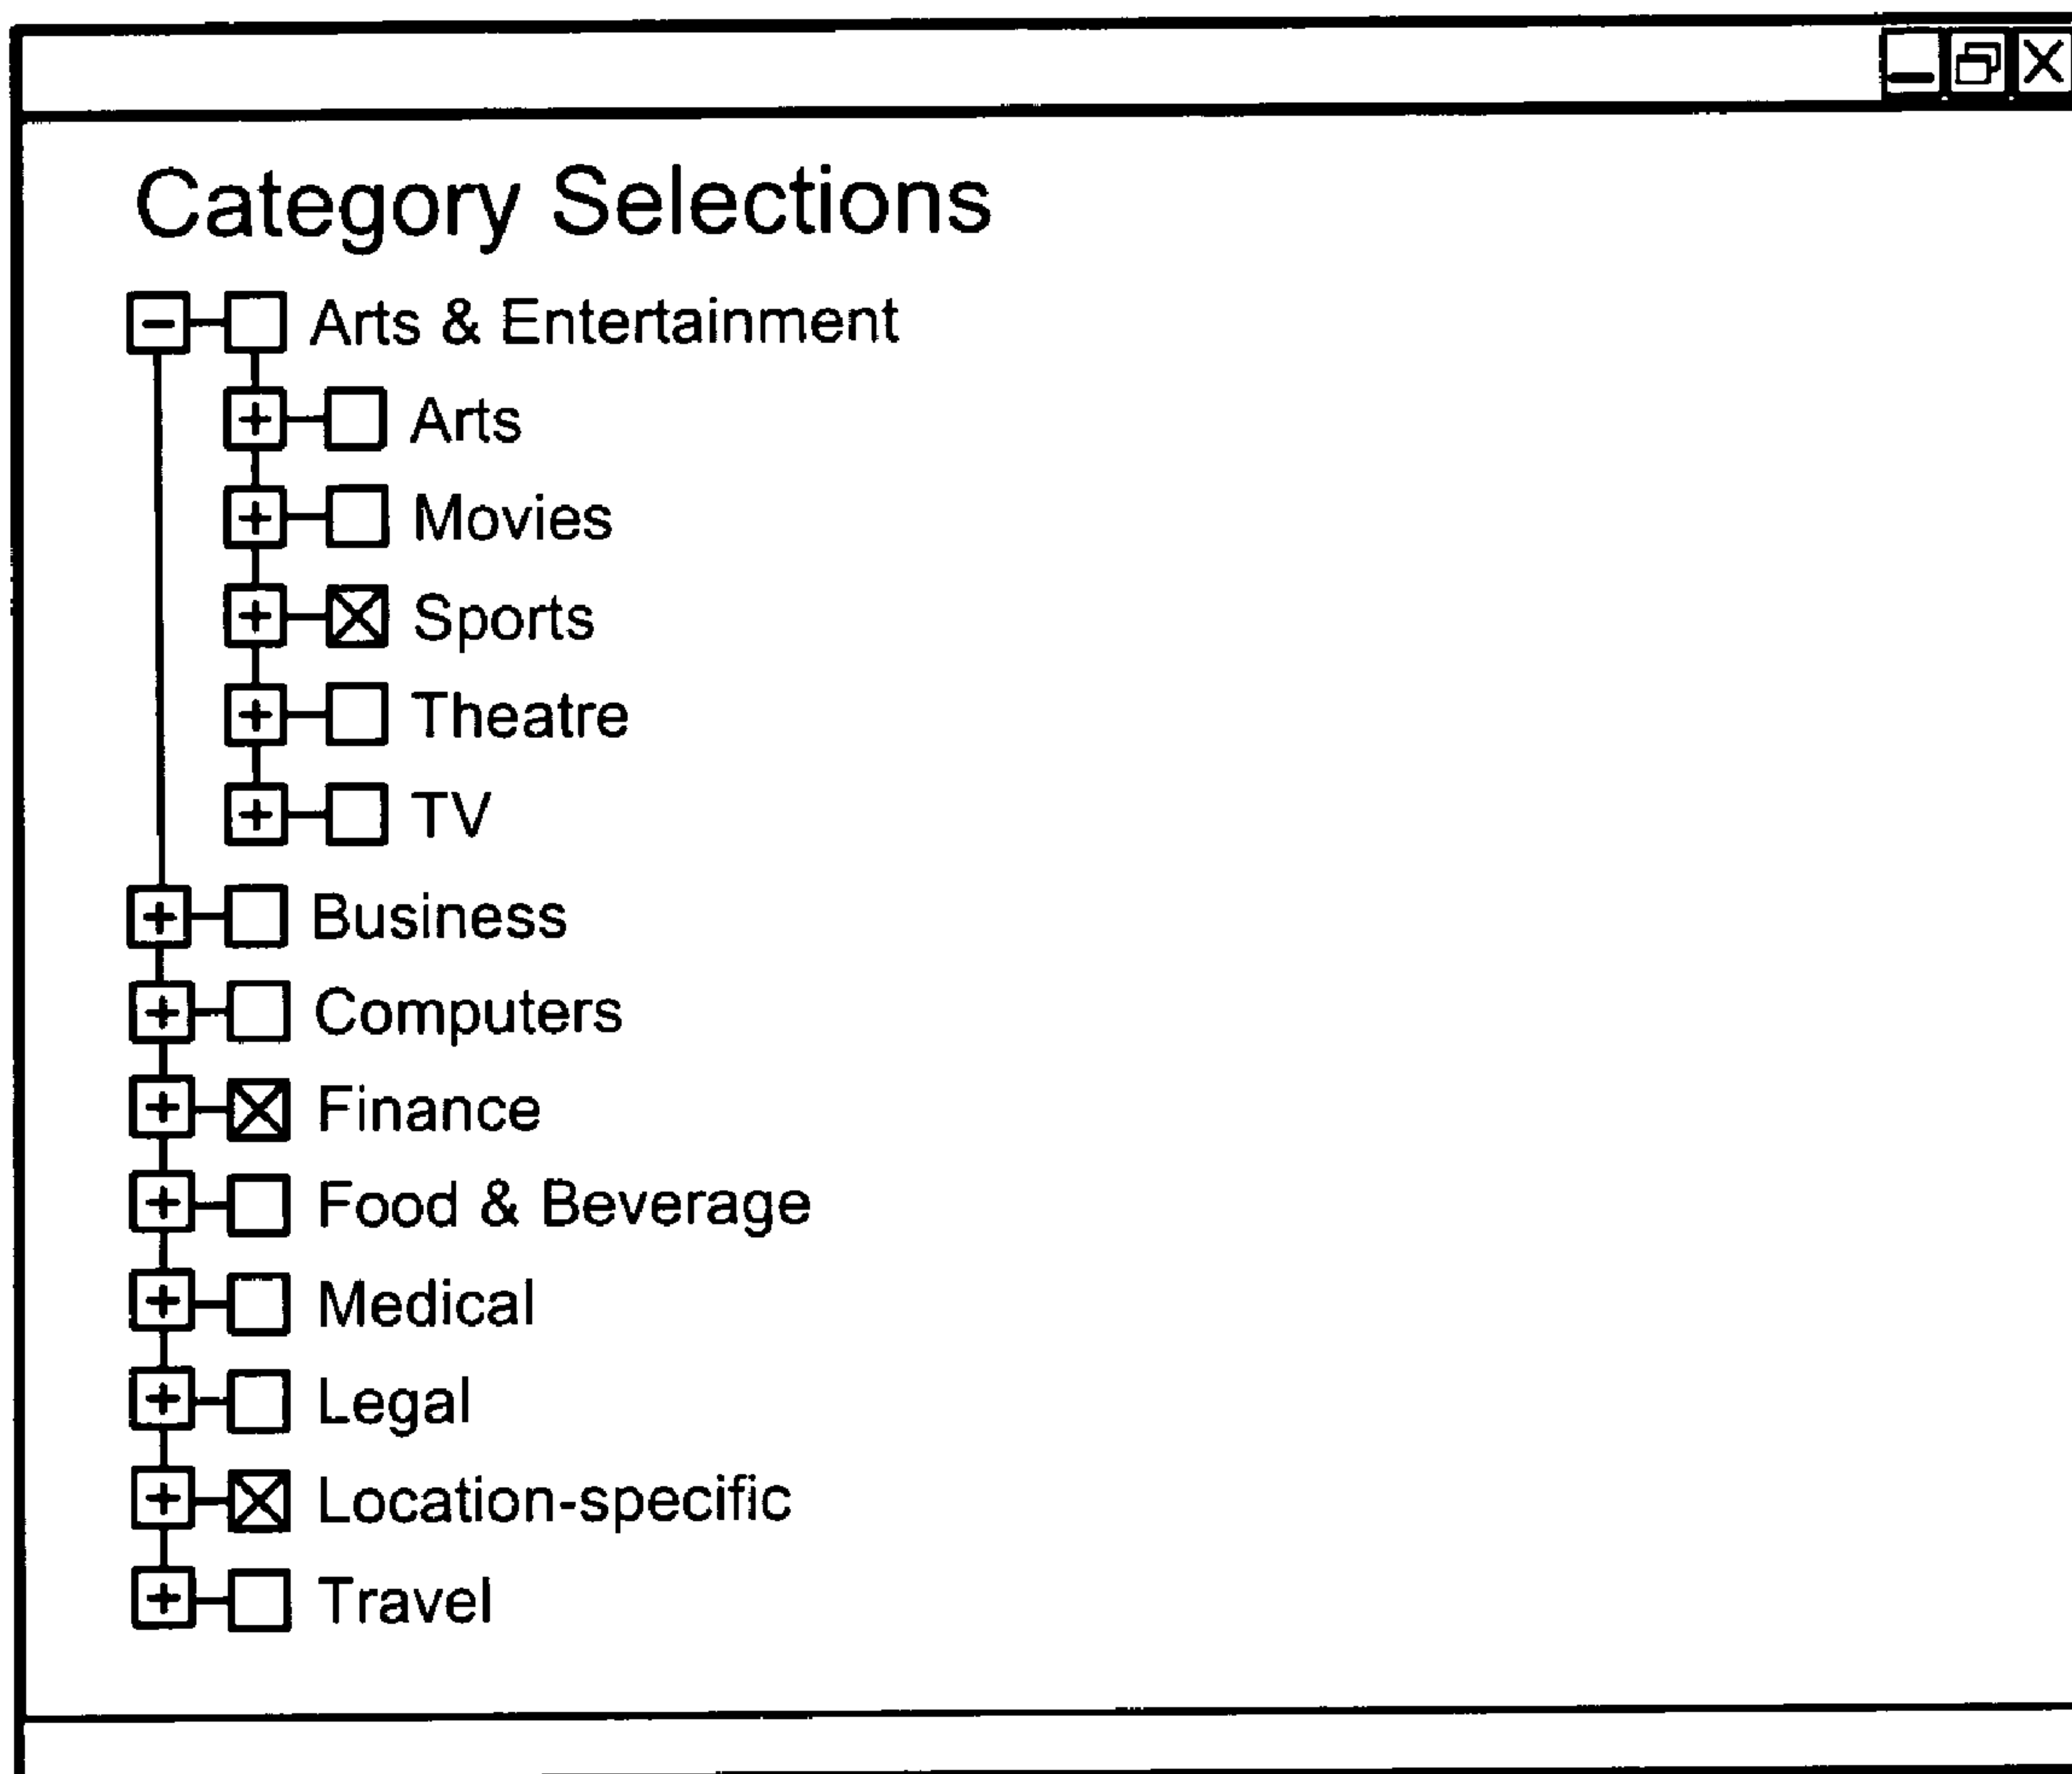 Category Selections
Arts & Entertainment
Arts
Movies
Sports
Theatre
TV
Business
Computers
Finance
Food & Beverage
Medical
Legal
Location-specific
Travel